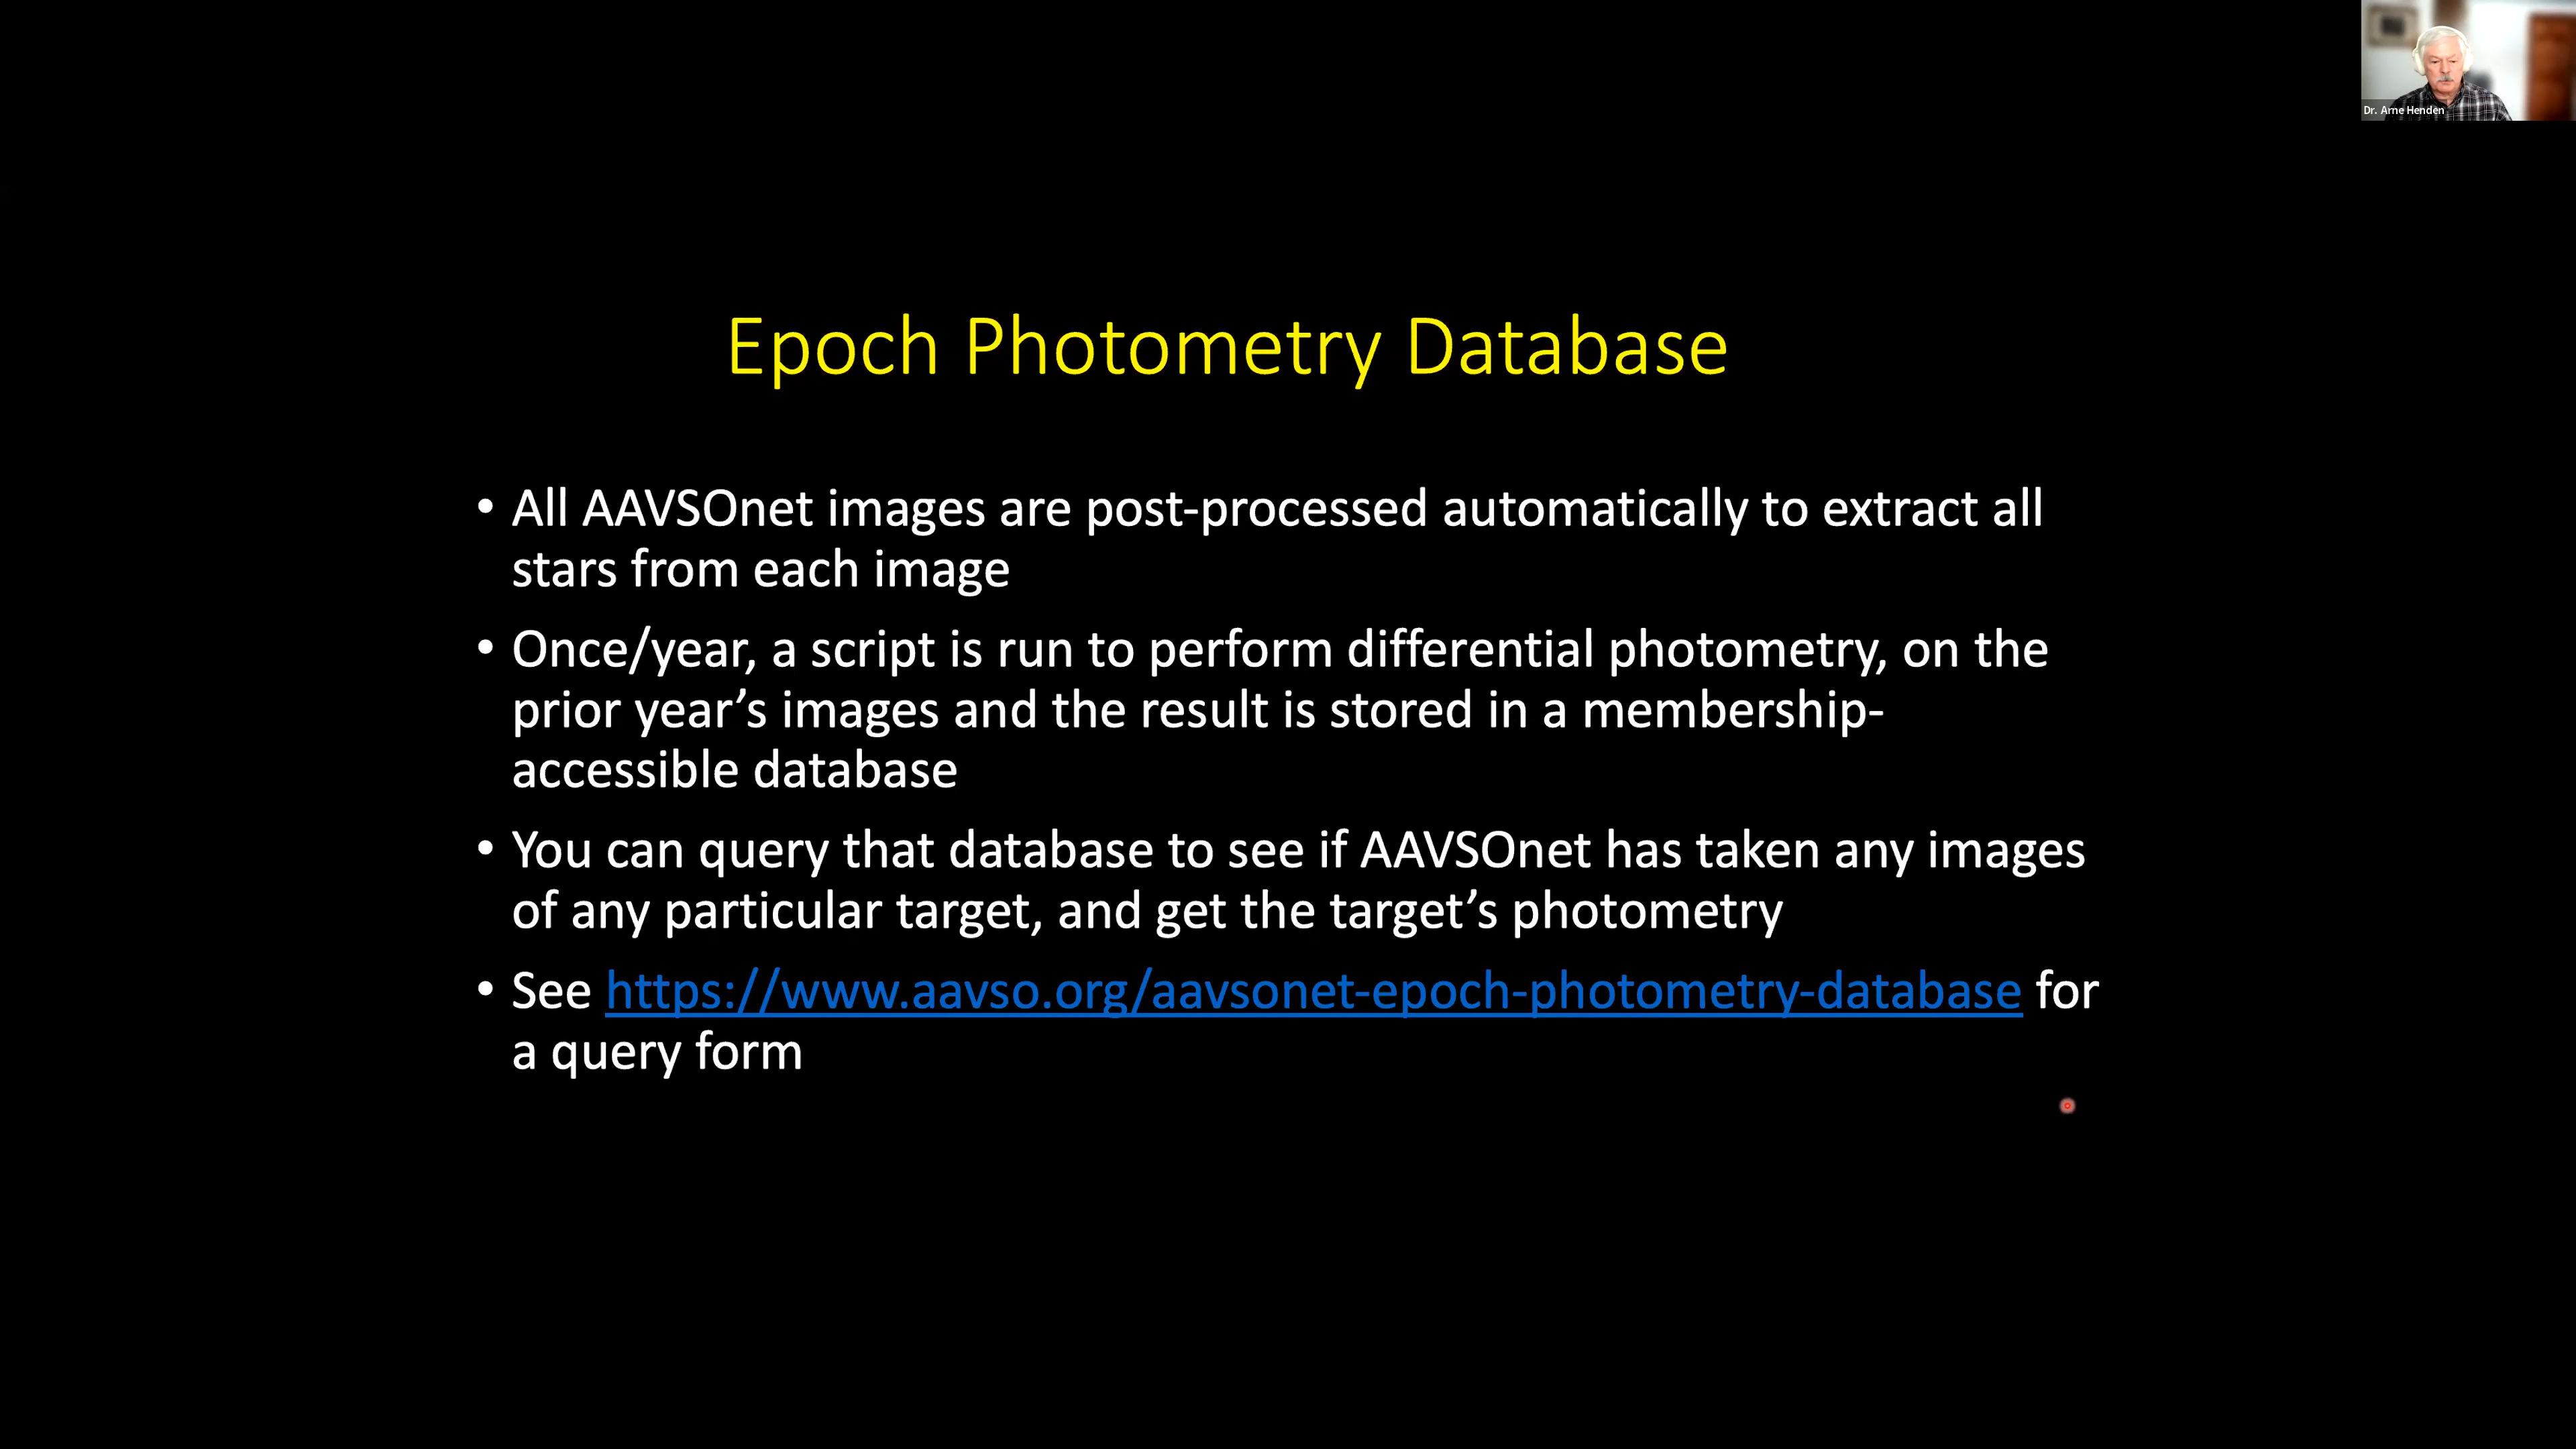 Dr. Arne Henden
Epoch Photometry Database
• All AAVSOnet images are post-processed automatically to extract all
stars from each image
• Once/year, a script is run to perform differential photometry, on the
prior year’s images and the result is stored in a membership-
accessible database
• You can query that database to see if AAVSOnet has taken any images
of any particular target, and get the target’s photometry
• See https://www.aavso.org/aavsonet-epoch-photometry-database for
a query form